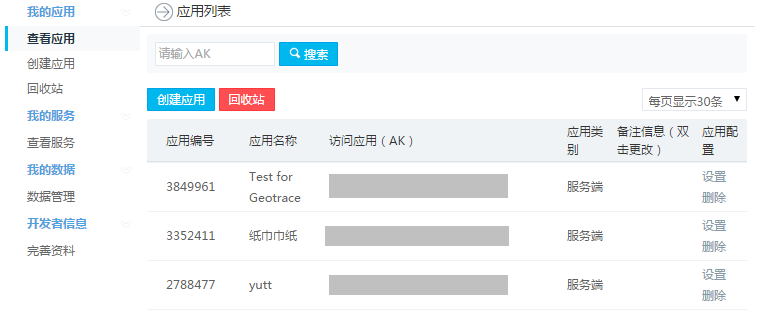 我的应用
查看应用
创建应用
回收站
我的服务
查看服务
我的数据
数据管理
开发者信息
完善资料
应用列表
请输入AK
搜索
创建应用
回收站
每页显示30条
应用编号
应用名称
访问应用（AK）
应用类
别
备注信息（双
击更改）
应用配
置
3849961
Test for
Geotrace
服务端
设置
删除
3352411
纸巾巾纸
服务端
设置
删除
2788477
yutt
服务端
设置
删除